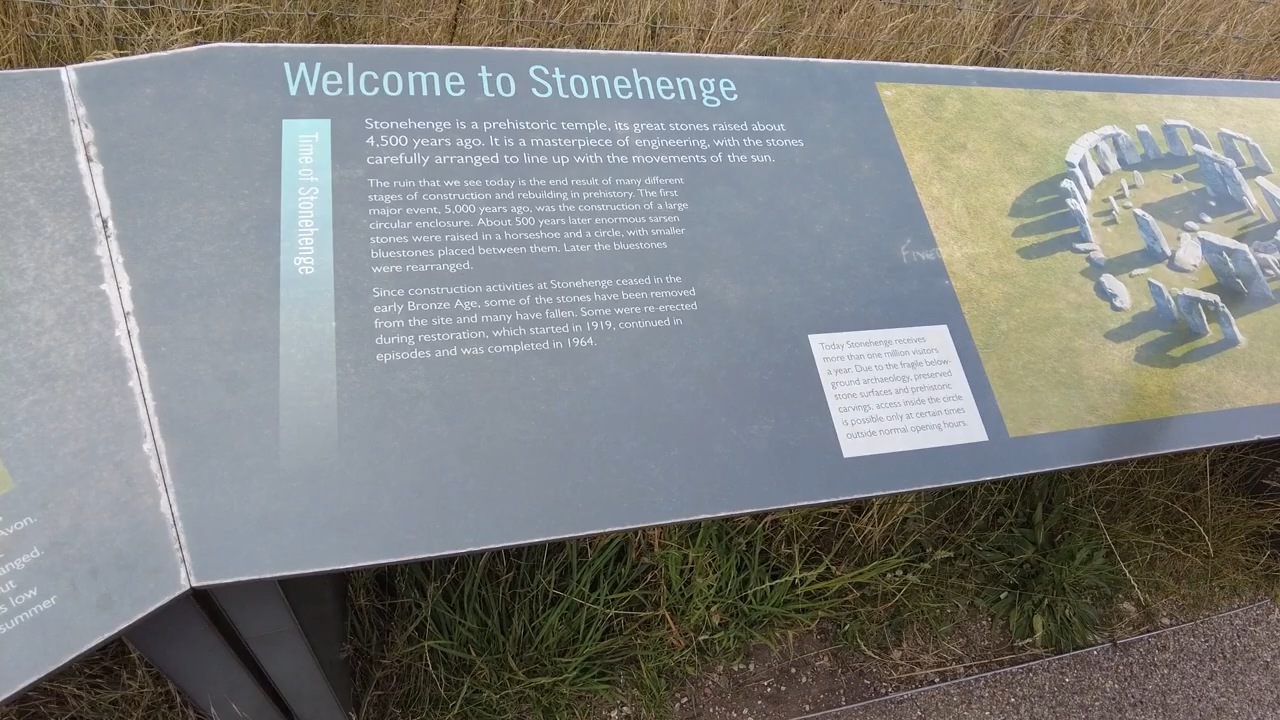 Welcome to Stonehenge
Time of Stonehenge
Stonehenge is a prehistoric temple, its great stones raised about
4,500 years ago. It is a masterpiece of engineering, with the stones
carefully arranged to line up with the movements of the sun.
The ruin that we see today is the end result of many different
stages of construction and rebuilding in prehistory. The first
major event, 5,000 years ago, was the construction of a large
circular enclosure. About 500 years later enormous sarsen
stones were raised in a horseshoe and a circle, with smaller
bluestones placed between them. Later the bluestones
were rearranged.
Since construction activities at Stonehenge ceased in the
early Bronze Age, some of the stones have been removed
from the site and many have fallen. Some were re-erected
during restoration, which started in 1919, continued in
episodes and was completed in 1964.
Today Stonehenge receives
more than one million visitors
a year. Due to the fragile below-
ground archaeology, preserved
stone surfaces and prehistoric
carvings, access inside the circle
is possible only at certain times
outside normal opening hours.
Avon.
anged.
ut
s low
summer